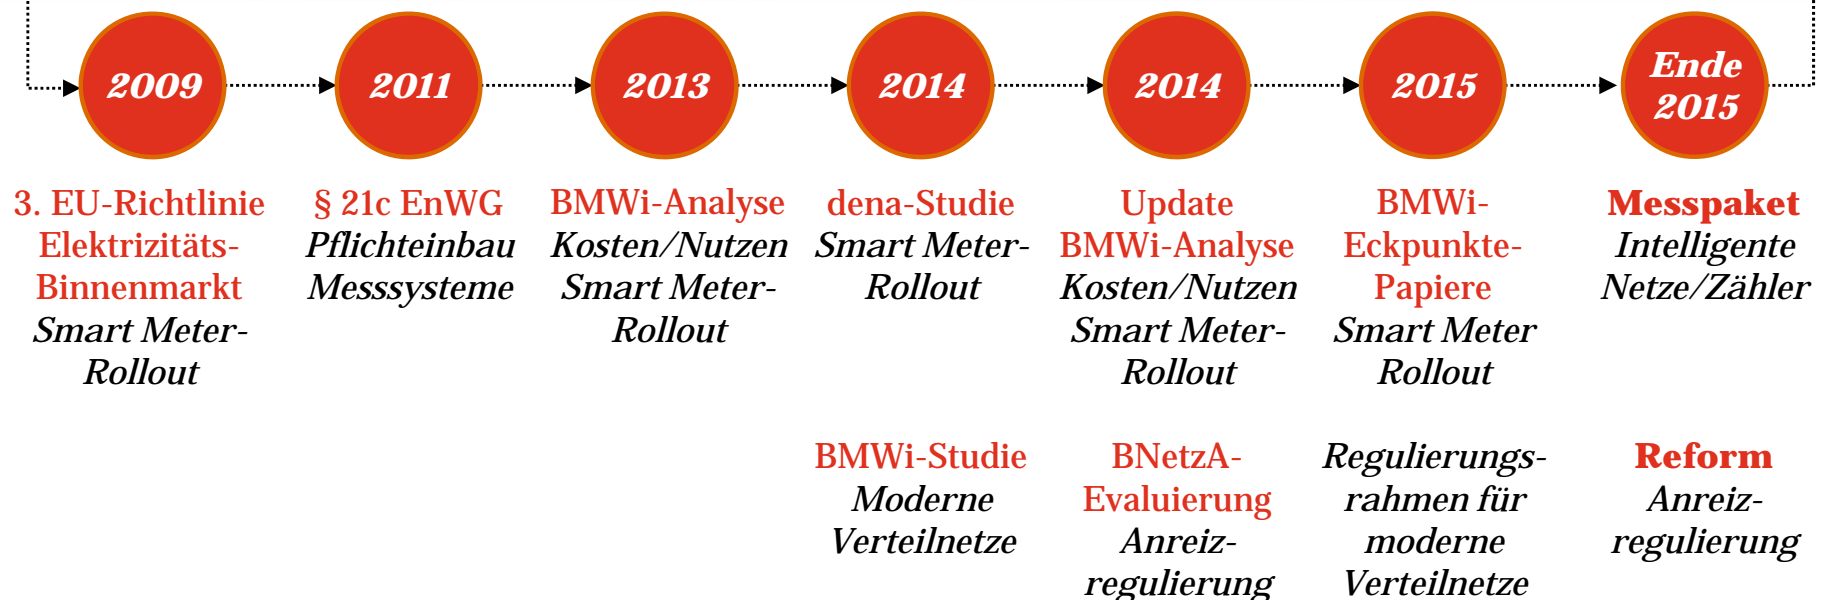 2009
2011
2013
2014
2014
2015
Ende
2015
3. EU-Richtlinie
Elektrizitäts-
Binnenmarkt
Smart Meter-
Rollout
§ 21c EnWG
Pflichteinbau
Messsysteme
BMWi-Analyse
Kosten/Nutzen
Smart Meter-
Rollout
dena-Studie
Smart Meter-
Rollout
Update
BMWi-Analyse
Kosten/Nutzen
Smart Meter-
Rollout
BMWi-
Eckpunkte-
Papiere
Smart Meter
Rollout
Messpaket
Intelligente
Netze/Zähler
BMWi-Studie
Moderne
Verteilnetze
BNetzA-
Evaluierung
Anreiz-
regulierung
Regulierungs-
rahmen für
moderne
Verteilnetze
Reform
Anreiz-
regulierung